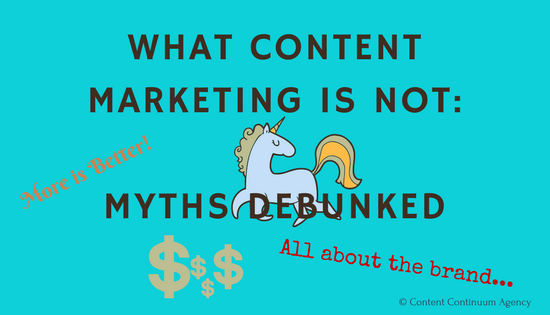 WHAT CONTENT
MARKETING IS NOT:
More is Better!
MYTHS DEBUNKED
$$$$
All about the brand...
© Content Continuum Agency